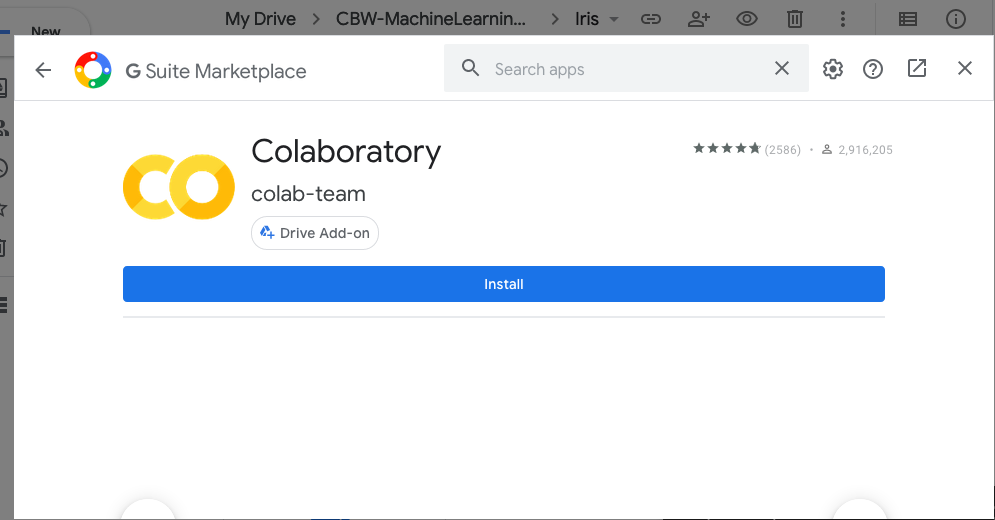 My Drive > CBW-MachineLearnin... > Iris
New
G Suite Marketplace
Search apps
Colaboratory
(2586) · 2,916,205
colab-team
Drive Add-on
Install